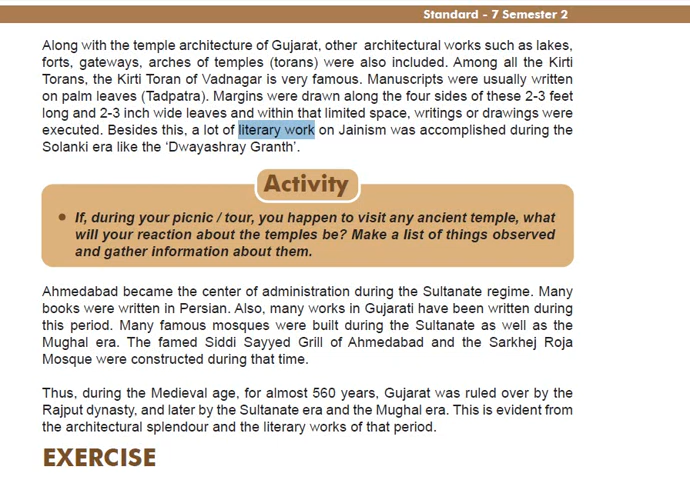 Standard - 7 Semester 2
Along with the temple architecture of Gujarat, other architectural works such as lakes,
forts, gateways, arches of temples (torans) were also included. Among all the Kirti
Torans, the Kirti Toran of Vadnagar is very famous. Manuscripts were usually written
on palm leaves (Tadpatra). Margins were drawn along the four sides of these 2-3 feet
long and 2-3 inch wide leaves and within that limited space, writings or drawings were
executed. Besides this, a lot of literary work on Jainism was accomplished during the
Solanki era like the ‘Dwayashray Granth’.
Activity
● If, during your picnic / tour, you happen to visit any ancient temple, what
will your reaction about the temples be? Make a list of things observed
and gather information about them.
Ahmedabad became the center of administration during the Sultanate regime. Many
books were written in Persian. Also, many works in Gujarati have been written during
this period. Many famous mosques were built during the Sultanate as well as the
Mughal era. The famed Siddi Sayyed Grill of Ahmedabad and the Sarkhej Roja
Mosque were constructed during that time.
Thus, during the Medieval age, for almost 560 years, Gujarat was ruled over by the
Rajput dynasty, and later by the Sultanate era and the Mughal era. This is evident from
the architectural splendour and the literary works of that period.
EXERCISE